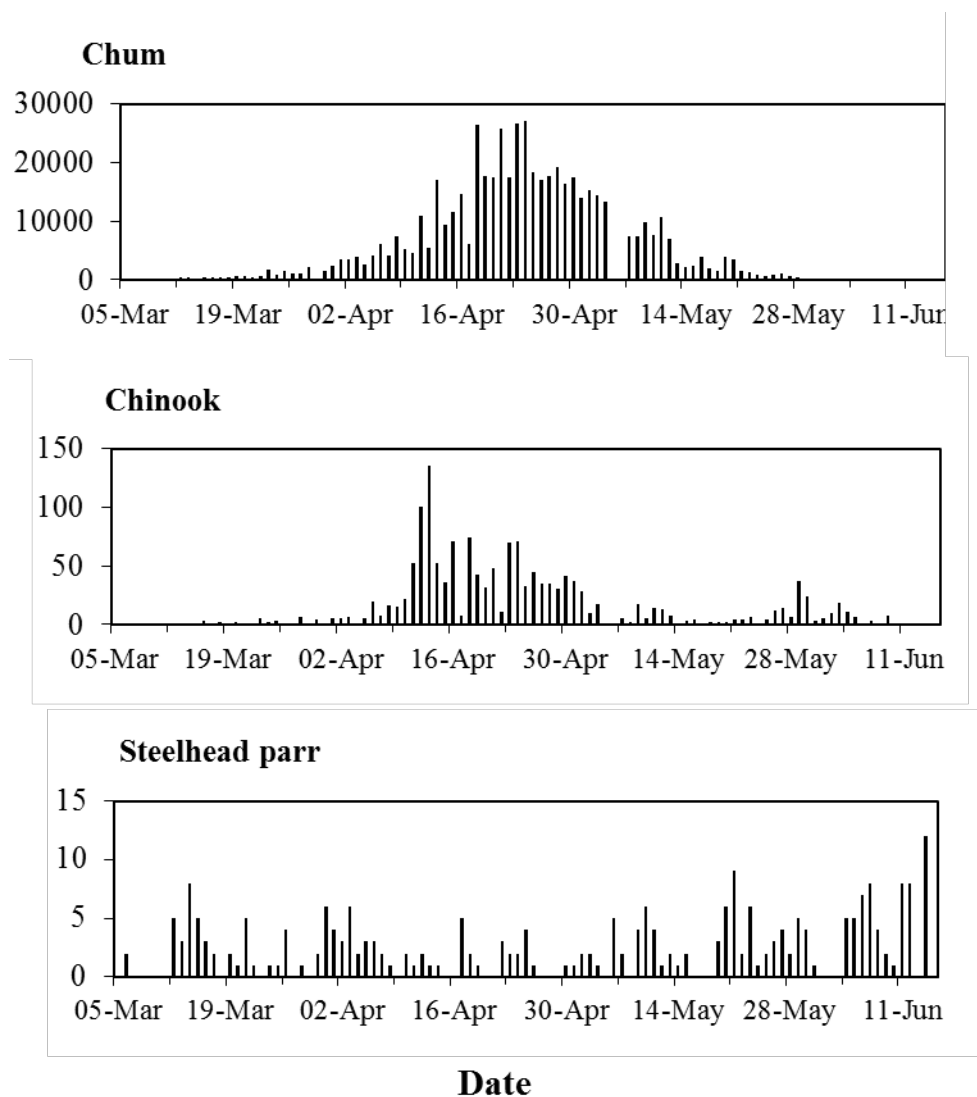 Chum
30000
20000
10000
0
05-Mar 19-Mar 02-Apr 16-Apr 30-Apr 14-May 28-May 11-Jun
Chinook
150
100
50
0
05-Mar 19-Mar 02-Apr 16-Apr 30-Apr 14-May 28-May 11-Jun
Steelhead parr
15
10
5
0
05-Mar 19-Mar 02-Apr 16-Apr 30-Apr 14-May 28-May 11-Jun
Date